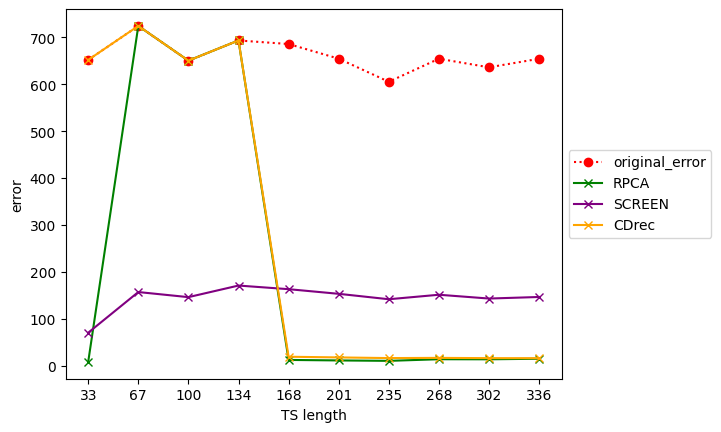 700
600
500
400
300
200
100
0
error
33 67 100 134 168 201 235 268 302 336
TS length
original_error
RPCA
SCREEN
CDrec